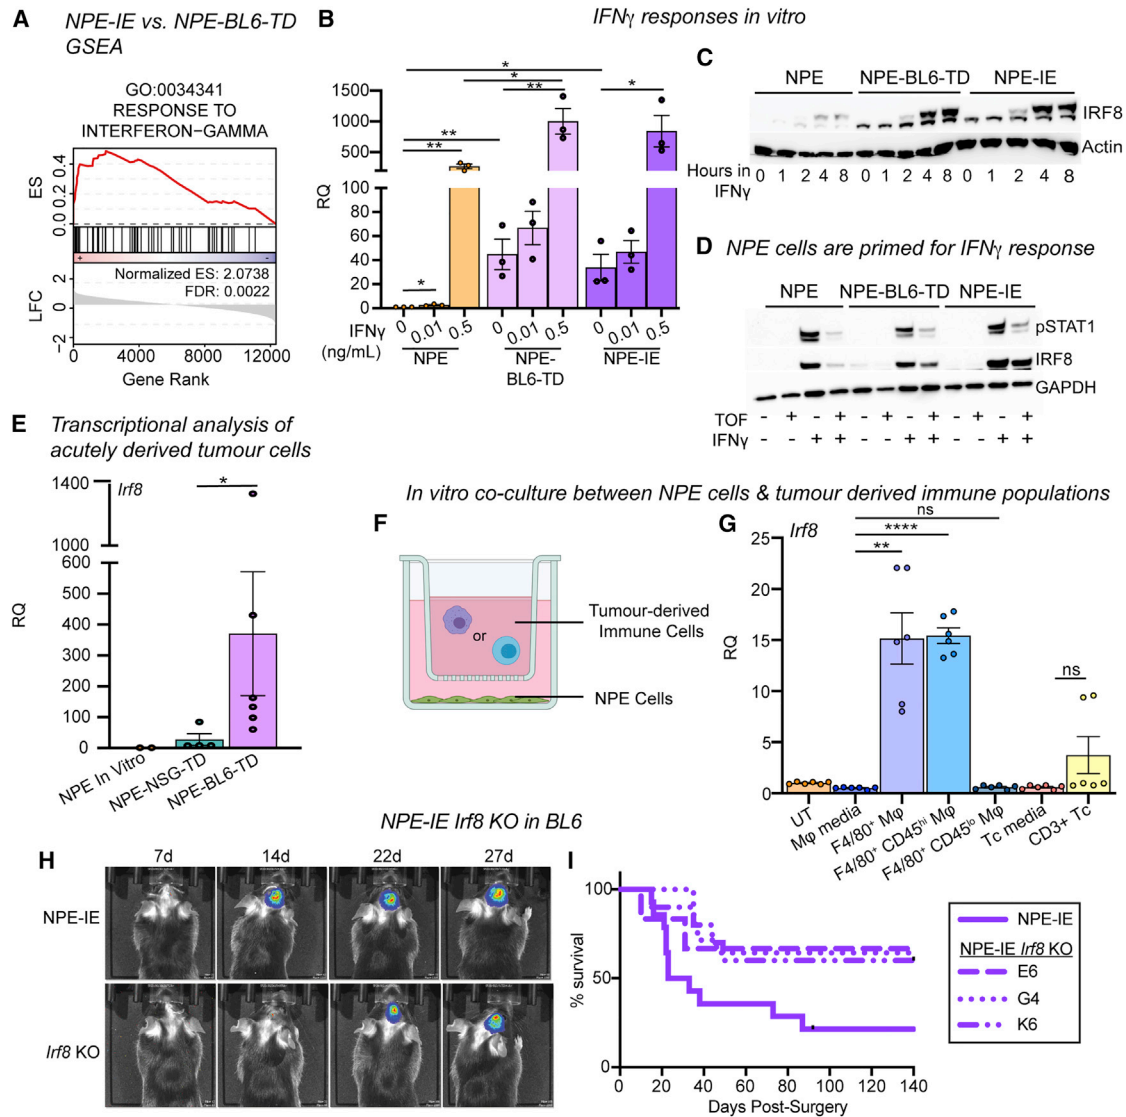 A
NPE-IE vs. NPE-BL6-TD
GSEA
GO:0034341
RESPONSE TO
INTERFERON−GAMMA
ES
0.0 0.2 0.4
+
-
Normalized ES: 2.0738
FDR: 0.0022
LFC
2
0
−2
0 4000 8000 12000
Gene Rank
IFNγ responses in vitro
B
* * ** * ** ** *
1500
1000
500
100
80
60
40
20
0
RQ
IFNγ
(ng/mL)
0 0.01 0.5 0 0.01 0.5 0 0.01 0.5
NPE
NPE-
BL6-TD
NPE-IE
C
NPE NPE-BL6-TD NPE-IE
IRF8
Actin
Hours in
IFNγ
0 1 2 4 8 0 1 2 4 8 0 1 2 4 8
D
NPE cells are primed for IFNγ response
NPE NPE-BL6-TD NPE-IE
pSTAT1
IRF8
GAPDH
TOF - + - + - + - + - + - +
IFNγ - - + + - - + + - - + +
E
Transcriptional analysis of
acutely derived tumour cells
Irf8
*
1400
1000
600
500
400
300
200
100
0
RQ
NPE In Vitro
NPE-NSG-TD
NPE-BL6-TD
In vitro co-culture between NPE cells & tumour derived immune populations
F
or
Tumour-derived
Immune Cells
NPE Cells
G
Irf8
ns
****
**
ns
25
20
15
10
5
0
RQ
UT
Mφ media
F4/80+ Mφ
F4/80+ CD45hi Mφ
F4/80+ CD45lo Mφ
Tc media
CD3+ Tc
NPE-IE Irf8 KO in BL6
H
7d 14d 22d 27d
NPE-IE
Irf8 KO
I
100
50
0
% survival
0 20 40 60 80 100 120 140
Days Post-Surgery
NPE-IE
NPE-IE Irf8 KO
E6
G4
K6